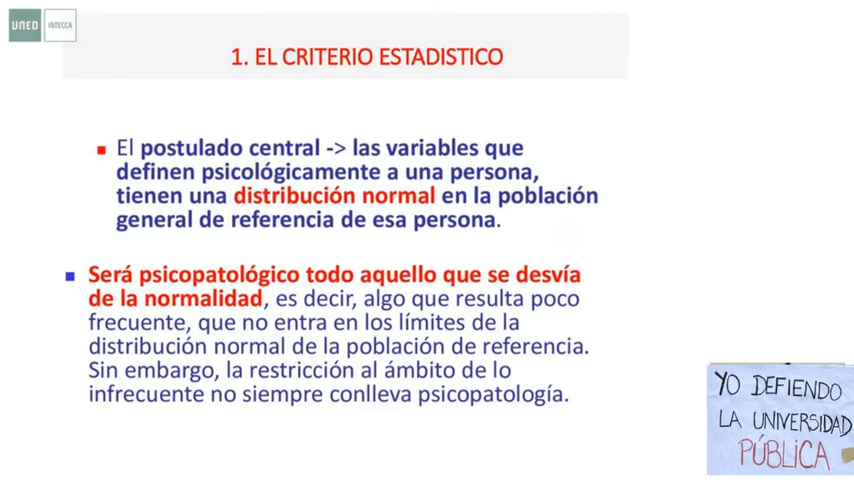 UNED INTECCA
1. EL CRITERIO ESTADISTICO
El postulado central -> las variables que
definen psicológicamente a una persona,
tienen una distribución normal en la población
general de referencia de esa persona.
Será psicopatológico todo aquello que se desvía
de la normalidad, es decir, algo que resulta poco
frecuente, que no entra en los límites de la
distribución normal de la población de referencia.
Sin embargo, la restricción al ámbito de lo
infrecuente no siempre conlleva psicopatología.
YO DEFIENDO
LA UNIVERSIDAD
PÚBLICA